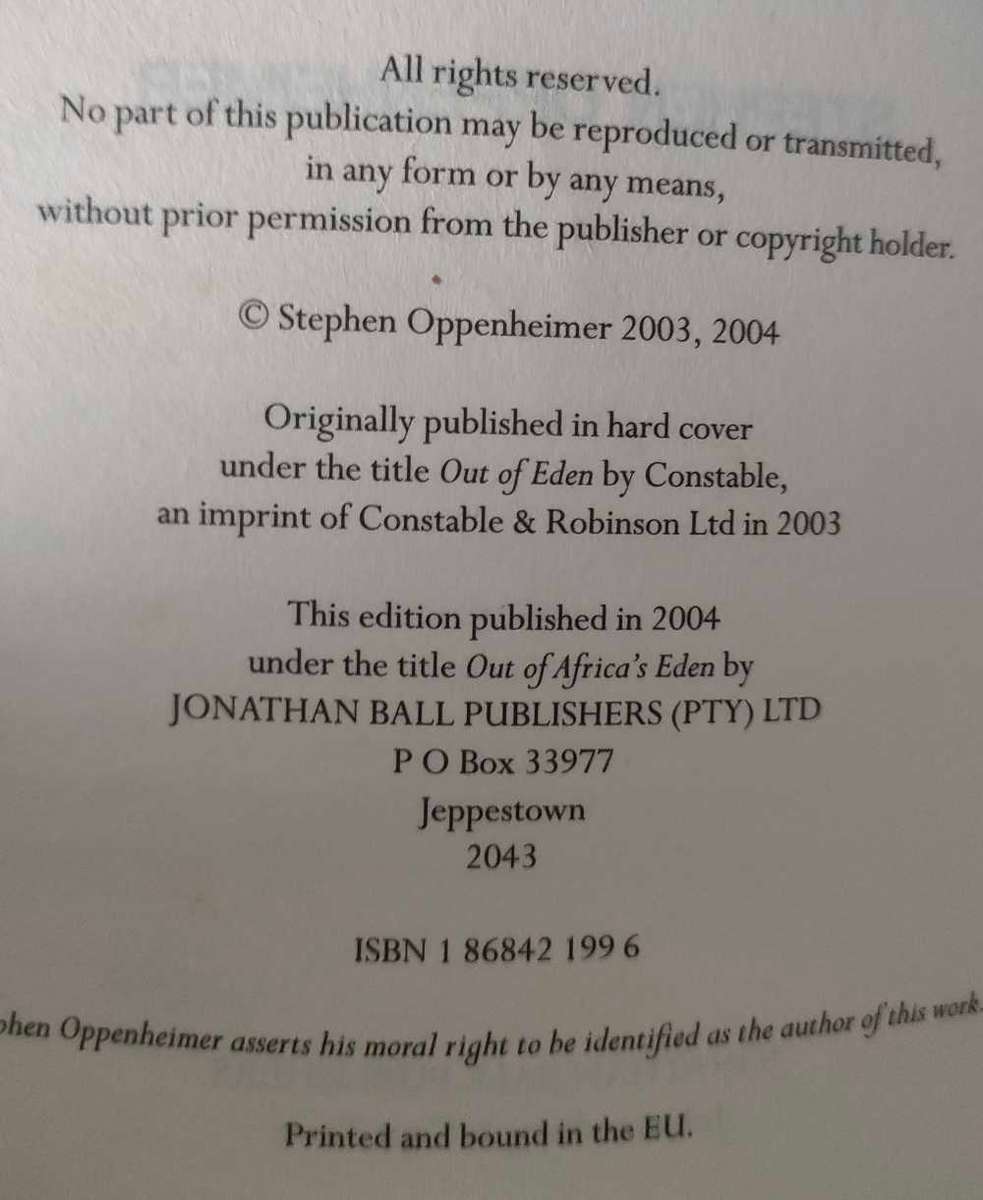 All rights reserved.
No part of this publication may be reproduced or transmitted,
in any form or by any means,
without prior permission from the publisher or copyright holder.
© Stephen Oppenheimer 2003, 2004
Originally published in hard cover
under the title Out of Eden by Constable,
an imprint of Constable & Robinson Ltd in 2003
This edition published in 2004
under the title Out of Africa's Eden by
JONATHAN BALL PUBLISHERS (PTY) LTD
P O Box 33977
Jeppestown
2043
ISBN 1 86842 199 6
phen Oppenheimer asserts his moral right to be identified as the author of this work.
Printed and bound in the EU.